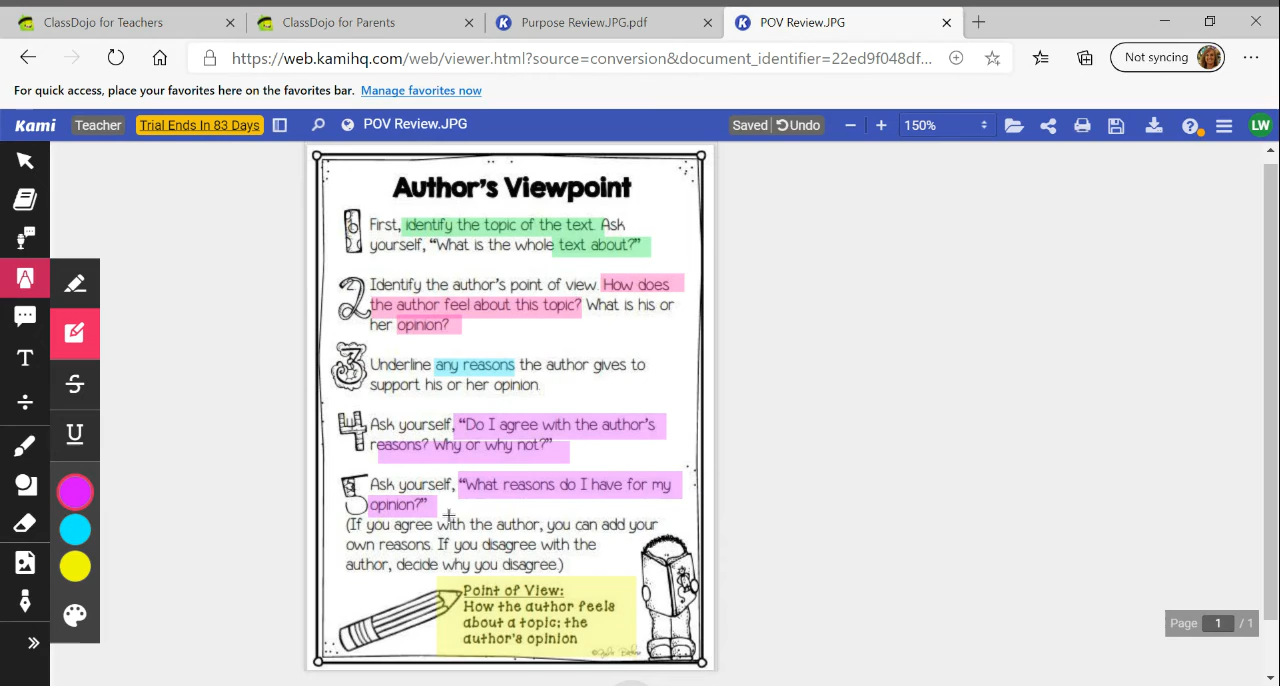 ClassDojo for Teachers
ClassDojo for Parents
Purpose Review.JPG.pdf
POV Review.JPG
https://web.kamihq.com/web/viewer.html?source=conversion&document_identifier=22ed9f048df...
Not syncing
For quick access, place your favorites here on the favorites bar. Manage favorites now
Kami Teacher Trial Ends In 83 Days POV Review.JPG Saved Undo 150% LW
Author's Viewpoint
1 First, identify the topic of the text. Ask
yourself, "What is the whole text about?"
2 Identify the author's point of view. How does
the author feel about this topic? What is his or
her opinion?
3 Underline any reasons the author gives to
support his or her opinion.
4 Ask yourself, "Do I agree with the author's
reasons? Why or why not?"
5 Ask yourself, "What reasons do I have for my
opinion?"
(If you agree with the author, you can add your
own reasons. If you disagree with the
author, decide why you disagree.)
Point of View:
How the author feels
about a topic; the
author's opinion
Page 1 / 1